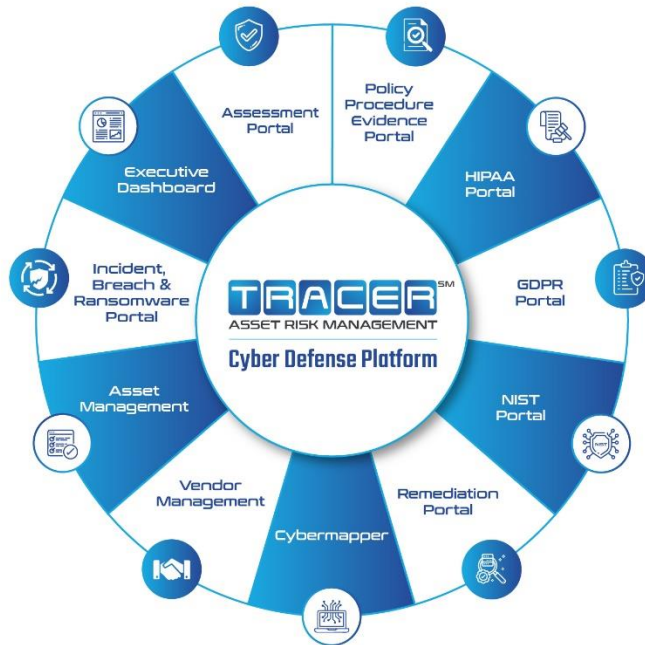 TRACER SM
ASSET RISK MANAGEMENT
Cyber Defense Platform
Assessment
Portal
Policy
Procedure
Evidence
Portal
HIPAA
Portal
GDPR
Portal
NIST
Portal
NIST
Remediation
Portal
Cybermapper
Vendor
Management
Asset
Management
Incident,
Breach &
Ransomware
Portal
Executive
Dashboard